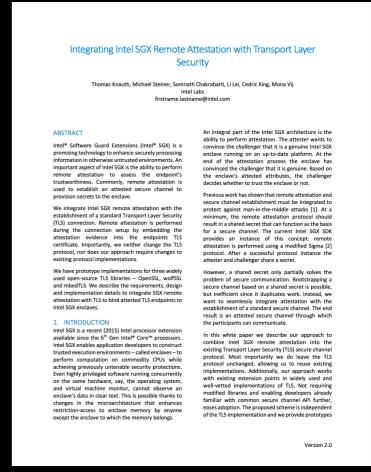 Integrating Intel SGX Remote Attestation with Transport Layer
Security
Thomas Knauth, Michael Steiner, Somnath Chakrabarti, Li Lei, Cedric Xing, Mona Vij
Intel Labs
firstname.lastname@intel.com
ABSTRACT
Intel® Software Guard Extensions (Intel® SGX) is a
promising technology to enhance securely processing
information in otherwise untrusted environments. An
important aspect of Intel SGX is the ability to perform
remote attestation to assess the endpoint's
trustworthiness. Commonly, remote attestation is
used to establish an attested secure channel to
provision secrets to the enclave.
We integrate Intel SGX remote attestation with the
establishment of a standard Transport Layer Security
(TLS) connection. Remote attestation is performed
during the connection setup by embedding the
attestation evidence into the endpoints TLS
certificate. Importantly, we neither change the TLS
protocol, nor does our approach require changes to
existing protocol implementations.
We have prototype implementations for three widely
used open-source TLS libraries – OpenSSL, wolfSSL
and mbedTLS. We describe the requirements, design
and implementation details to integrate SGX remote
attestation with TLS to bind attested TLS endpoints to
Intel SGX enclaves.
1. INTRODUCTION
Intel SGX is a recent (2015) Intel processor extension
available since the 6th Gen Intel® Core™ processors.
Intel SGX enables application developers to construct
trusted execution environments – called enclaves – to
perform computation on commodity CPUs while
achieving previously untenable security protections.
Even highly privileged software running concurrently
on the same hardware, say, the operating system,
and virtual machine monitor, cannot observe an
enclave's data in clear text. This is possible thanks to
changes in the microarchitecture that enhances
restriction-access to enclave memory by anyone
except the enclave to which the memory belongs.
An integral part of the Intel SGX architecture is the
ability to perform attestation. The attester wants to
convince the challenger that it is a genuine Intel SGX
enclave running on an up-to-date platform. At the
end of the attestation process the enclave has
convinced the challenger that it is genuine. Based on
the enclave's attested attributes, the challenger
decides whether to trust the enclave or not.
Previous work has shown that remote attestation and
secure channel establishment must be integrated to
protect against man-in-the-middle attacks [1]. At a
minimum, the remote attestation protocol should
result in a shared secret that can function as the basis
for a secure channel. The current Intel SGX SDK
provides an instance of this concept: remote
attestation is performed using a modified Sigma [2]
protocol. After a successful protocol instance the
attester and challenger share a secret.
However, a shared secret only partially solves the
problem of secure communication. Bootstrapping a
secure channel based on a shared secret is possible,
but inefficient since it duplicates work. Instead, we
want to seamlessly integrate attestation with the
establishment of a standard secure channel. The end
result is an attested secure channel through which
the participants can communicate.
In this white paper we describe our approach to
combine Intel SGX remote attestation into the
existing Transport Layer Security (TLS) secure channel
protocol. Most importantly we do leave the TLS
protocol unchanged, allowing us to reuse existing
implementations. Additionally, our approach works
with existing extension points in widely used and
well-vetted implementations of TLS. Not requiring
modified libraries and enabling developers already
familiar with common secure channel API further,
eases adoption. The proposed scheme is independent
of the TLS implementation and we provide prototypes
Version 2.0